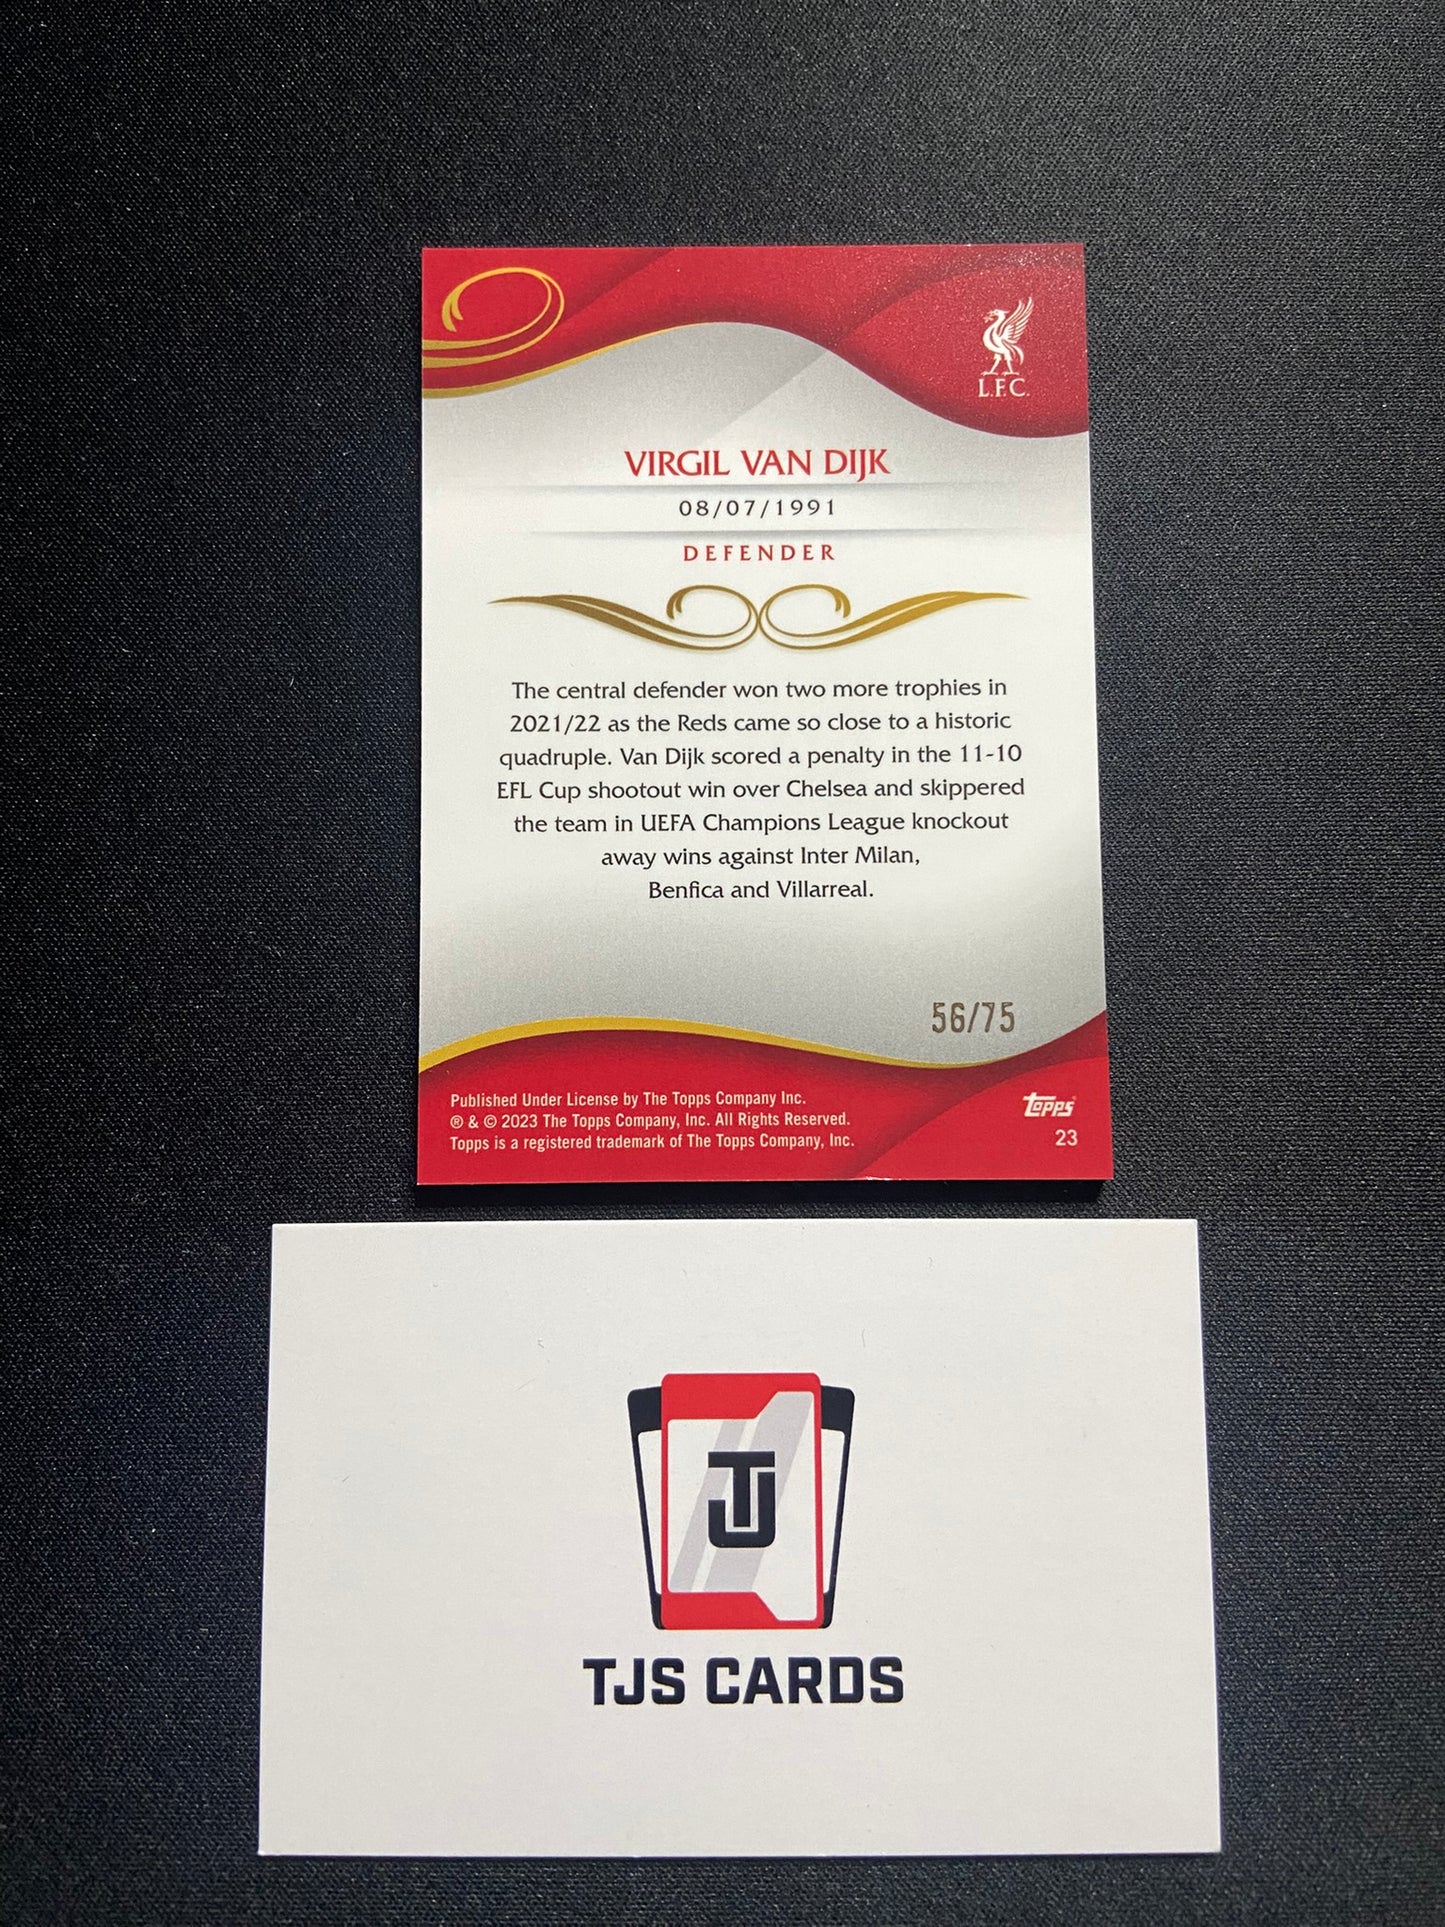 L.F.C.
VIRGIL VAN DIJK
08/07/1991
DEFENDER
The central defender won two more trophies in
2021/22 as the Reds came so close to a historic
quadruple. Van Dijk scored a penalty in the 11-10
EFL Cup shootout win over Chelsea and skippered
the team in UEFA Champions League knockout
away wins against Inter Milan,
Benfica and Villarreal.
56/75
Published Under License by The Topps Company Inc.
® & © 2023 The Topps Company, Inc. All Rights Reserved.
Topps is a registered trademark of The Topps Company, Inc.
Topps
23
TJ
TJS CARDS